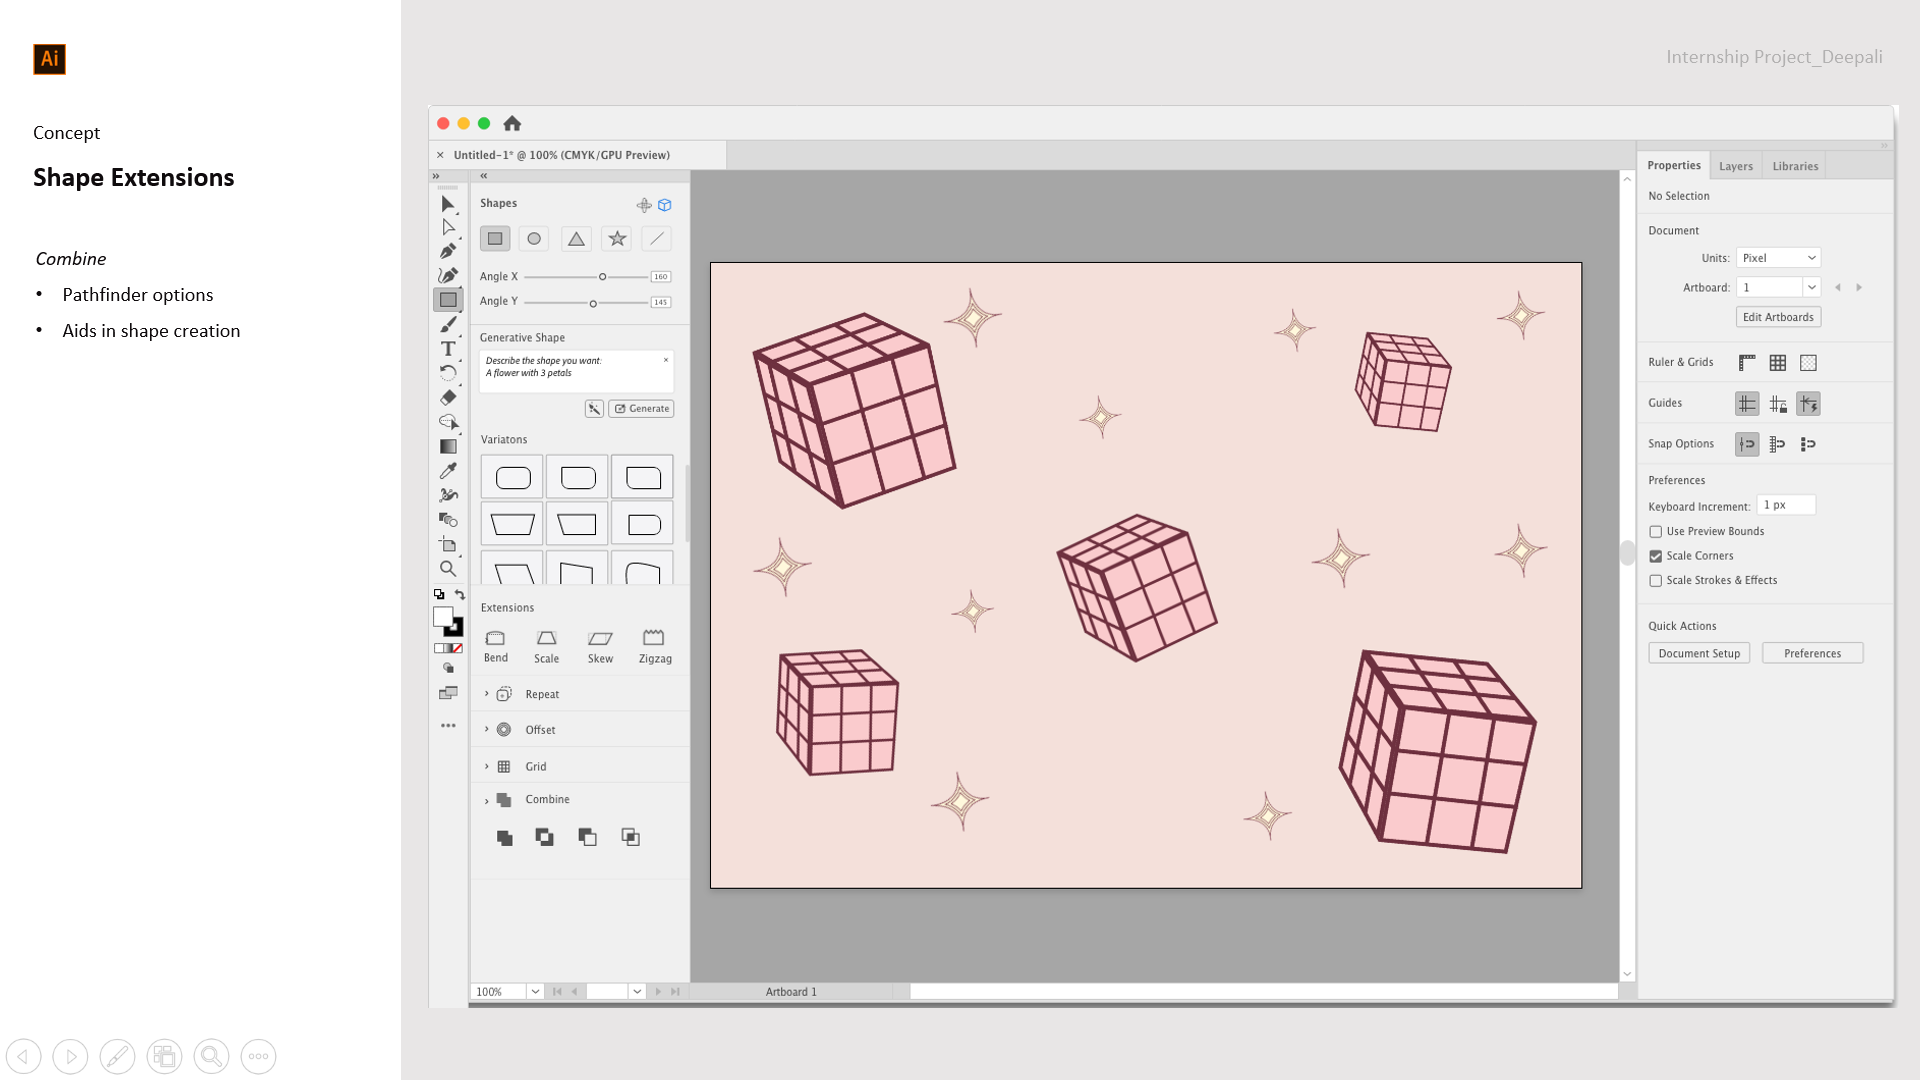 Ai
Concept
Shape Extensions
Combine
• Pathfinder options
• Aids in shape creation
Internship Project_Deepali
× Untitled-1* @ 100% (CMYK/GPU Preview)
Shapes
Angle X 160
Angle Y 145
Generative Shape
Describe the shape you want: ×
A flower with 3 petals
Generate
Variatons
Extensions
Bend Scale Skew Zigzag
Repeat
Offset
Grid
Combine
100%
Artboard 1
Properties Layers Libraries
No Selection
Document
Units: Pixel
Artboard: 1
Edit Artboards
Ruler & Grids
Guides
Snap Options
Preferences
Keyboard Increment: 1 px
Use Preview Bounds
Scale Corners
Scale Strokes & Effects
Quick Actions
Document Setup Preferences